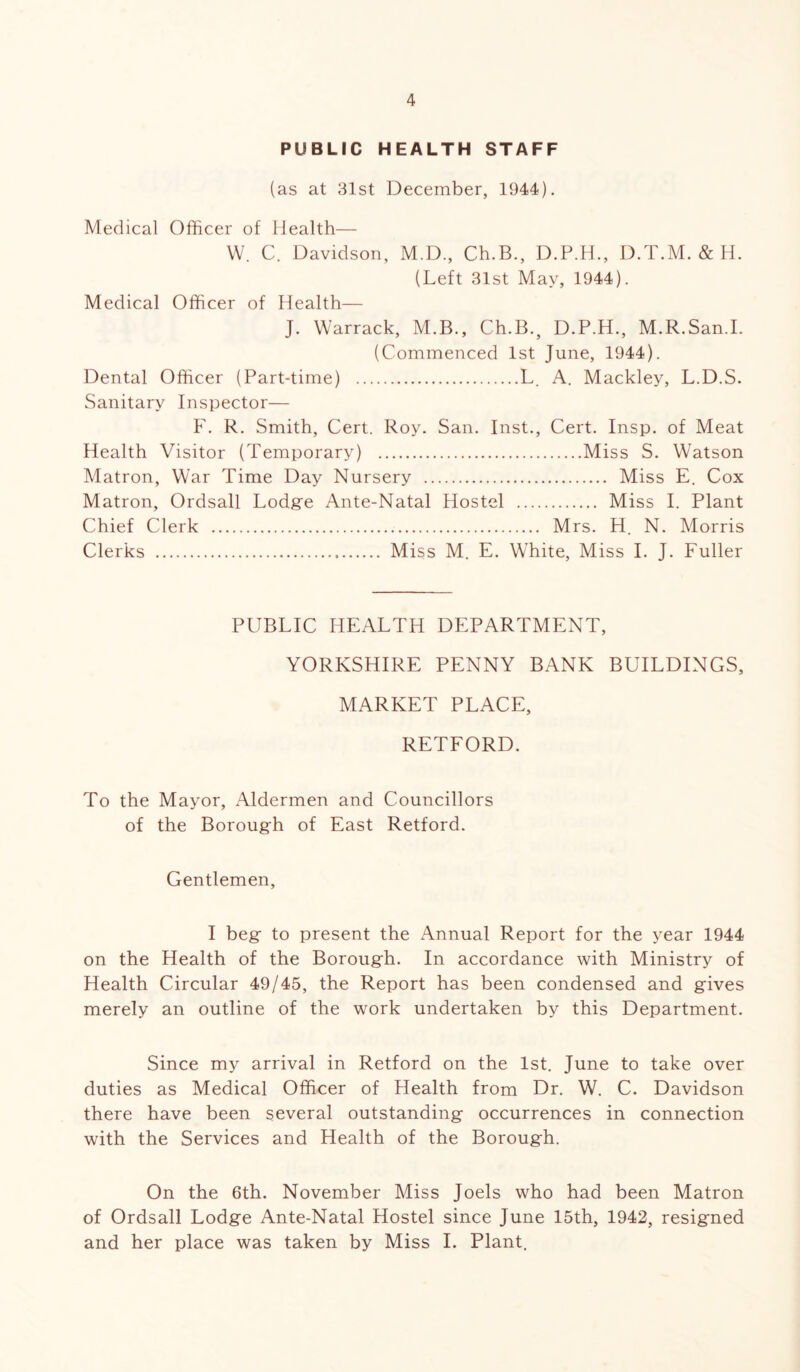 4
PUBLIC HEALTH STAFF
(as at 31st December, 1944).
Medical Officer of Health—
W. C. Davidson, M.D., Ch.B., D.P.H., D.T.M. & H.
(Left 31st May, 1944).
Medical Officer of Health—
J. Warrack, M.B., Ch.B., D.P.H., M.R.San.I.
(Commenced 1st June, 1944).
Dental Officer (Part-time) ........................L. A. Mackley, L.D.S.
Sanitary Inspector—
F. R. Smith, Cert. Roy. San. Inst., Cert. Insp. of Meat
Health Visitor (Temporary) ..............................Miss S. Watson
Matron, War Time Day Nursery ........................... Miss E. Cox
Matron, Ordsall Lodge Ante-Natal Hostel ............ Miss I. Plant
Chief Clerk ................................................ Mrs. H. N. Morris
Clerks ................................. Miss M. E. White, Miss I. J. Fuller
PUBLIC HEALTH DEPARTMENT,
YORKSHIRE PENNY BANK BUILDINGS,
MARKET PLACE,
RETFORD.
To the Mayor, Aldermen and Councillors
of the Borough of East Retford.
Gentlemen,
I beg to present the Annual Report for the year 1944
on the Health of the Borough. In accordance with Ministry of
Health Circular 49/45, the Report has been condensed and gives
merely an outline of the work undertaken by this Department.
Since my arrival in Retford on the 1st. June to take over
duties as Medical Officer of Health from Dr. W. C. Davidson
there have been several outstanding occurrences in connection
with the Services and Health of the Borough.
On the 6th. November Miss Joels who had been Matron
of Ordsall Lodge Ante-Natal Hostel since June 15th, 1942, resigned
and her place was taken by Miss I. Plant.